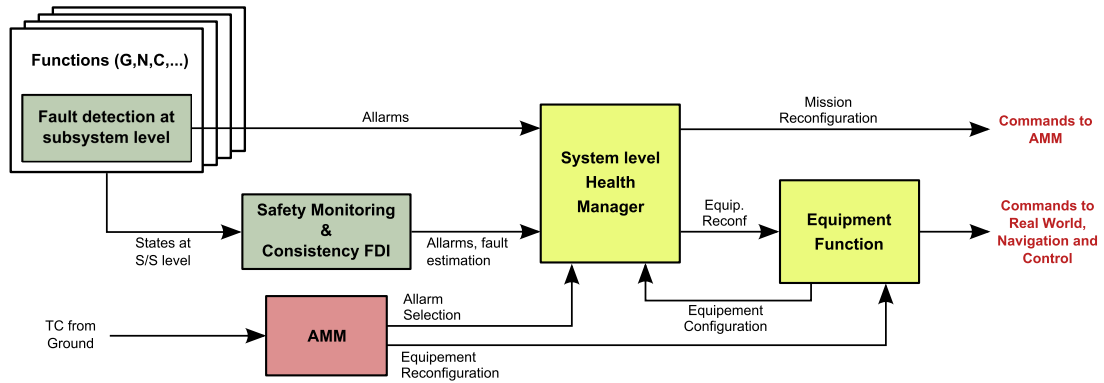 Functions (G,N,C,...)
Fault detection at
subsystem level
Allarms
Mission
Reconfiguration
Commands to
AMM
System level
Health
Manager
Safety Monitoring
&
Consistency FDI
States at
S/S level
Allarms, fault
estimation
Equip.
Reconf
Equipment
Function
Commands to
Real World,
Navigation and
Control
TC from
Ground
AMM
Allarm
Selection
Equipement
Reconfiguration
Equipement
Configuration